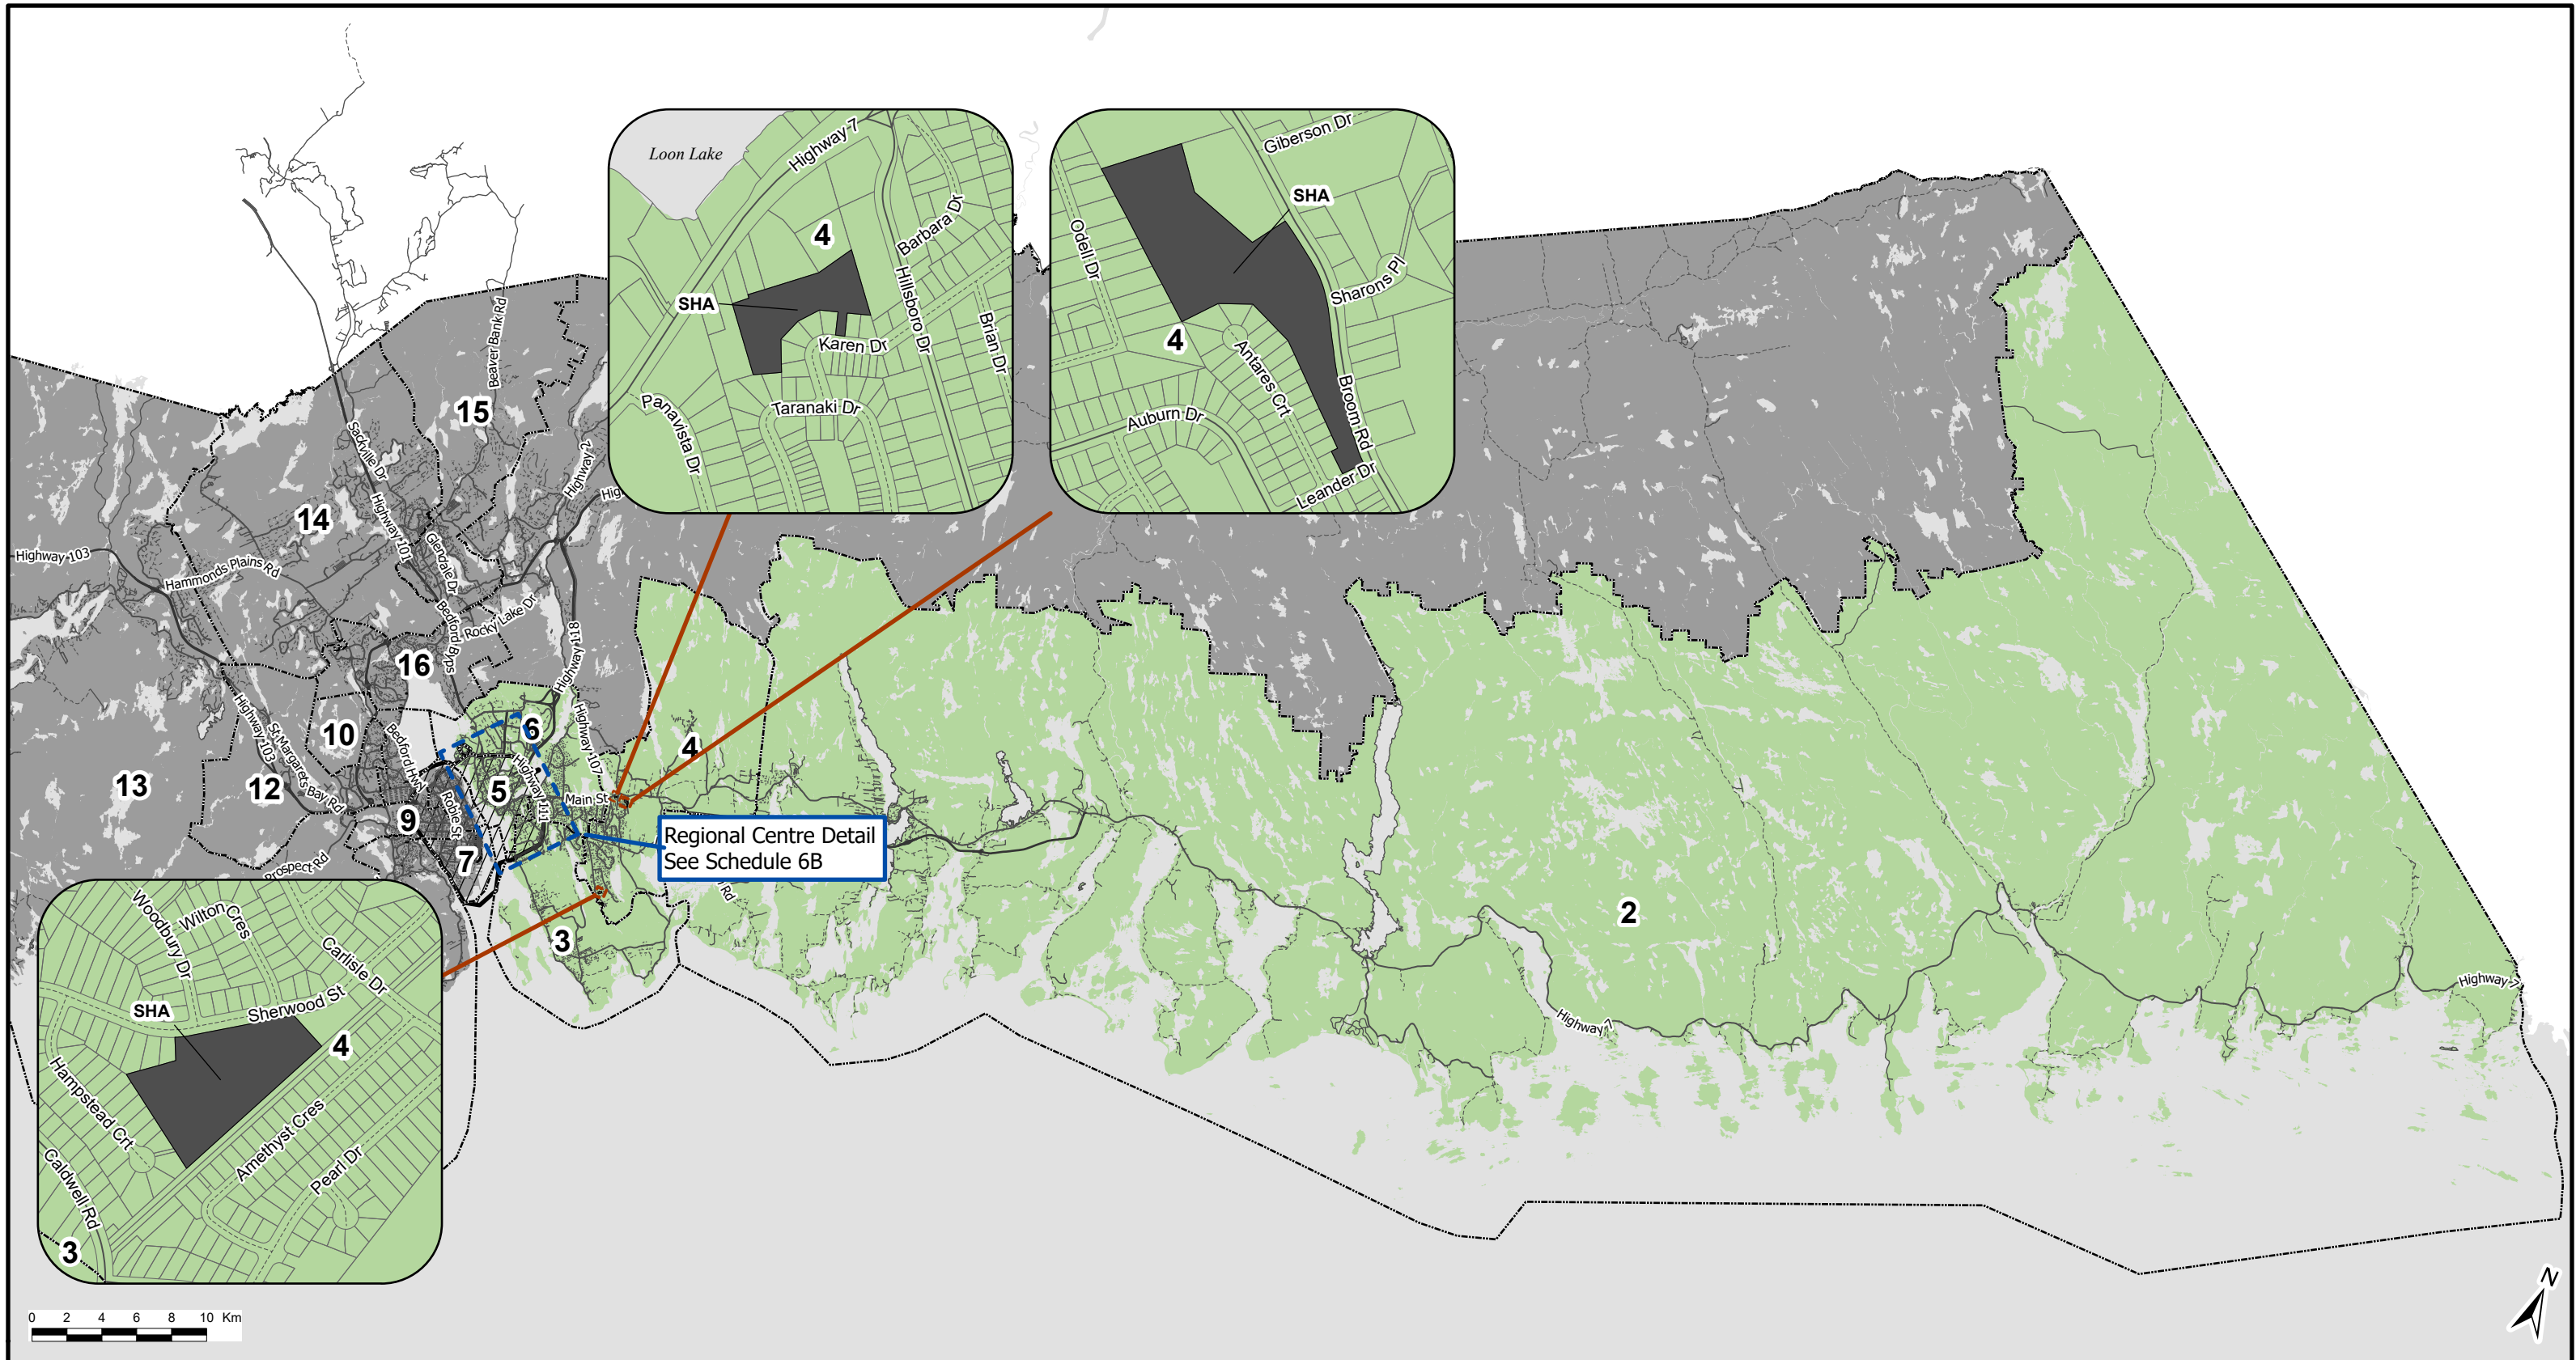 Loon Lake
Highway 7
4
Barbara Dr
SHA
Hillsboro Dr
Karen Dr
Brian Dr
Panavista Dr
Taranaki Dr
Giberson Dr
SHA
Odell Dr
Sharons Pl
4
Antares Crt
Auburn Dr
Broom Rd
Leander Dr
Beaver Bank Rd
15
Sackville Dr
Highway 2
Hig
14
Highway 101
Highway 103
Glendale Dr
Hammonds Plains Rd
Bedford Byps
Rocky Lake Dr
Highway 118
16
Highway 103
St Margarets Bay Rd
10
Bedford Hwy
6
Highway 107
4
13
12
5
Highway 111
Main St
Robie St
9
7
Prospect Rd
Regional Centre Detail
See Schedule 6B
Rd
2
3
Highway 7
Highway 7
Woodbury Dr
Wilton Cres
Carlisle Dr
SHA
Sherwood St
4
Hampstead Crt
Amethyst Cres
Caldwell Rd
Pearl Dr
3
0 2 4 6 8 10 Km
N